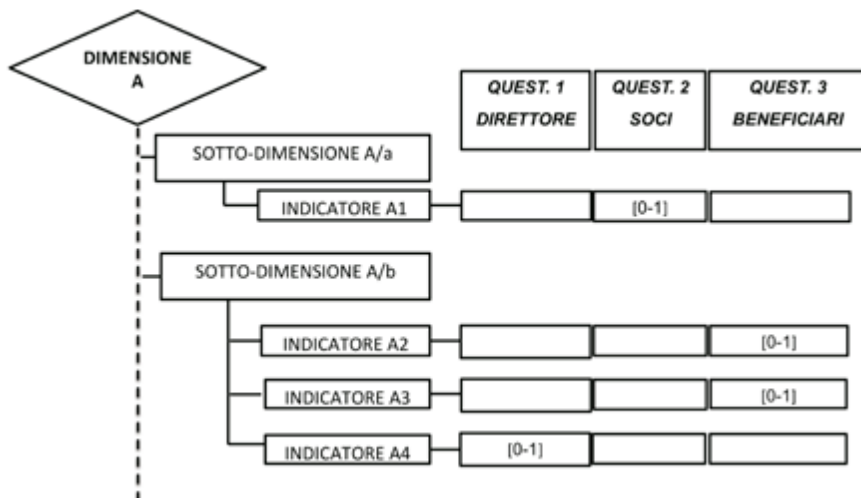 DIMENSIONE
A
QUEST. 1
DIRETTORE
QUEST. 2
SOCI
QUEST. 3
BENEFICIARI
SOTTO-DIMENSIONE A/a
INDICATORE A1
[0-1]
SOTTO-DIMENSIONE A/b
INDICATORE A2
[0-1]
INDICATORE A3
[0-1]
INDICATORE A4
[0-1]